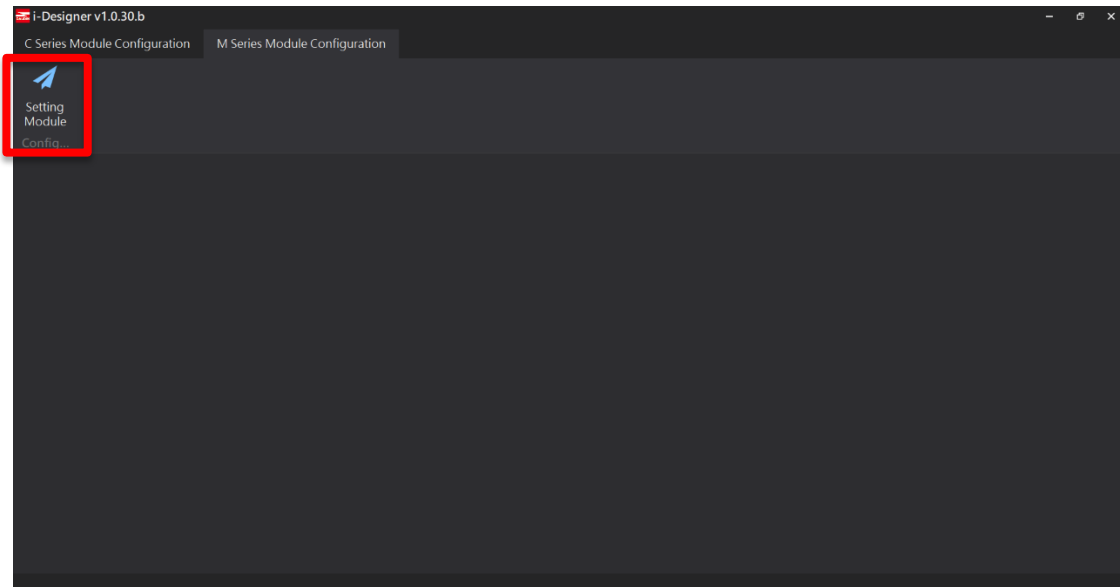 i-Designer v1.0.30.b
C Series Module Configuration M Series Module Configuration
Setting
Module
Config...